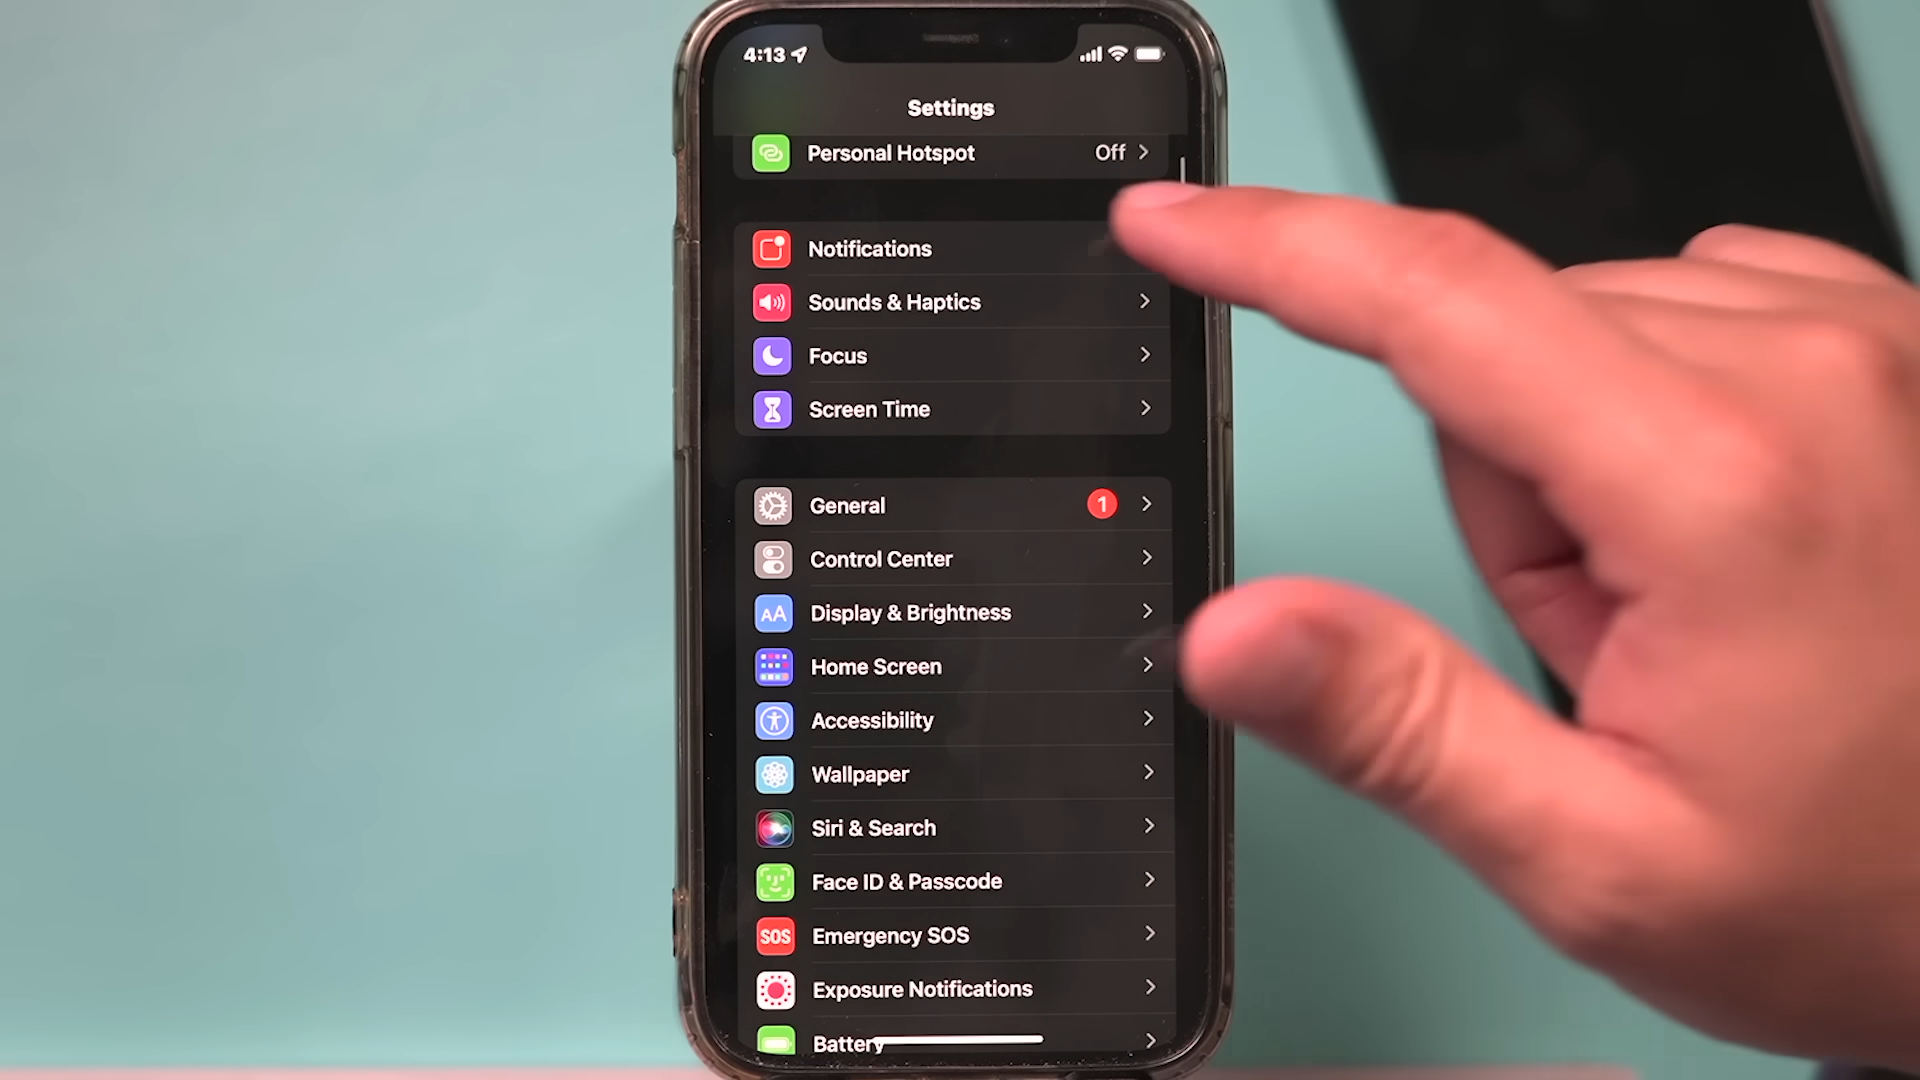 4:13
Settings
Personal Hotspot Off
Notifications
Sounds & Haptics
Focus
Screen Time
General 1
Control Center
AA Display & Brightness
Home Screen
Accessibility
Wallpaper
Siri & Search
Face ID & Passcode
SOS Emergency SOS
Exposure Notifications
Battery